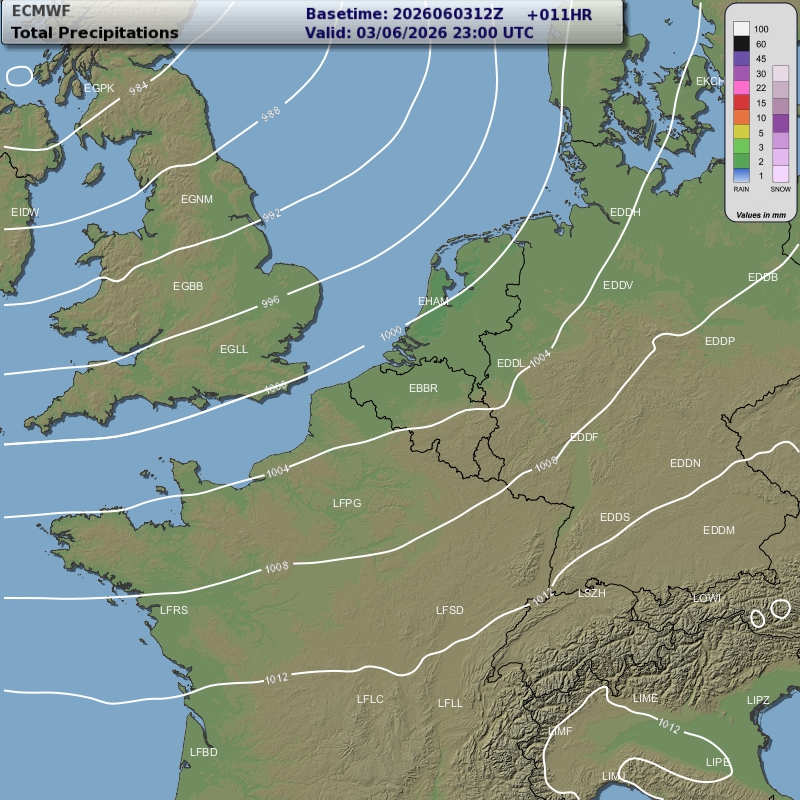 ECMWF
Basetime: 2026060312Z +011HR
Total Precipitations
Valid: 03/06/2026 23:00 UTC
100
60
45
30
22
15
10
5
3
2
1
RAIN SNOW
Values in mm
EGPK
984
EKCH
988
EGNM
EIDW
992
EDDH
EDDB
EGBB
EDDV
996
EHAM
1000
EDDP
EGLL
EDDL
1004
EBBR
1000
EDDF
EDDN
1004
1008
LFPG
EDDS
EDDM
1008
LSZH
1012
LOWI
LFRS
LFSD
1012
LIME
LFLC
LFLL
LIPZ
1012
LIMF
LFBD
LIPE
LIMJ